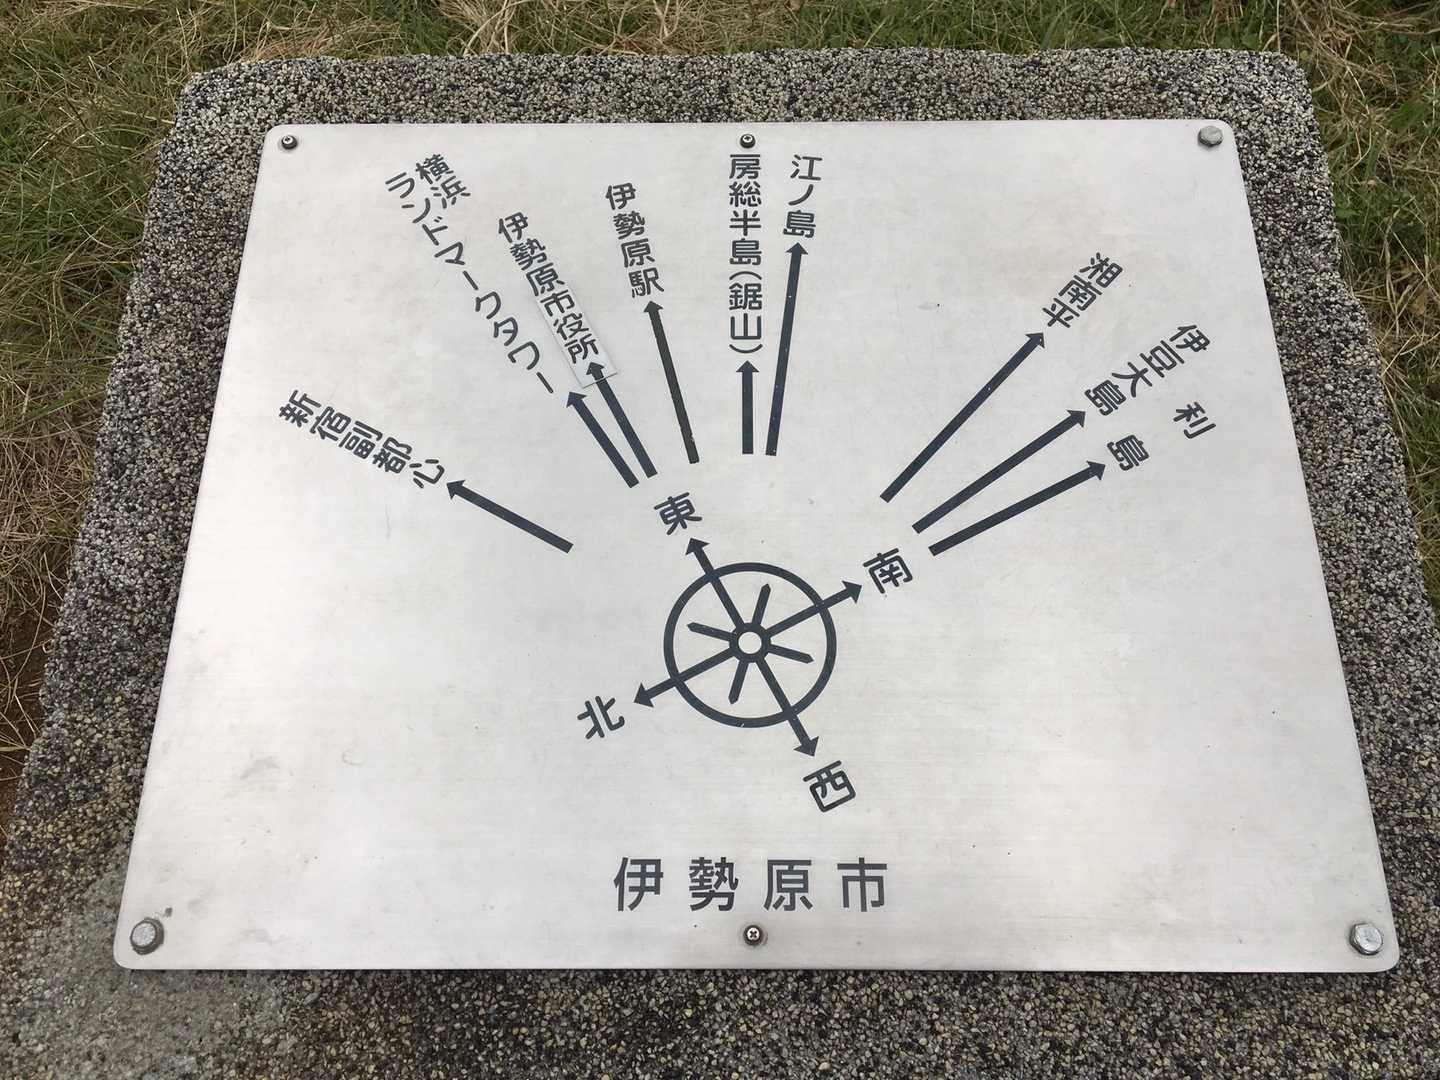 新宿副都心
横浜
ランドマークタワー
伊勢原市役所
伊勢原駅
房総半島(鋸山)
江ノ島
湘南平
伊豆大島
利島
東
南
北
西
伊勢原市